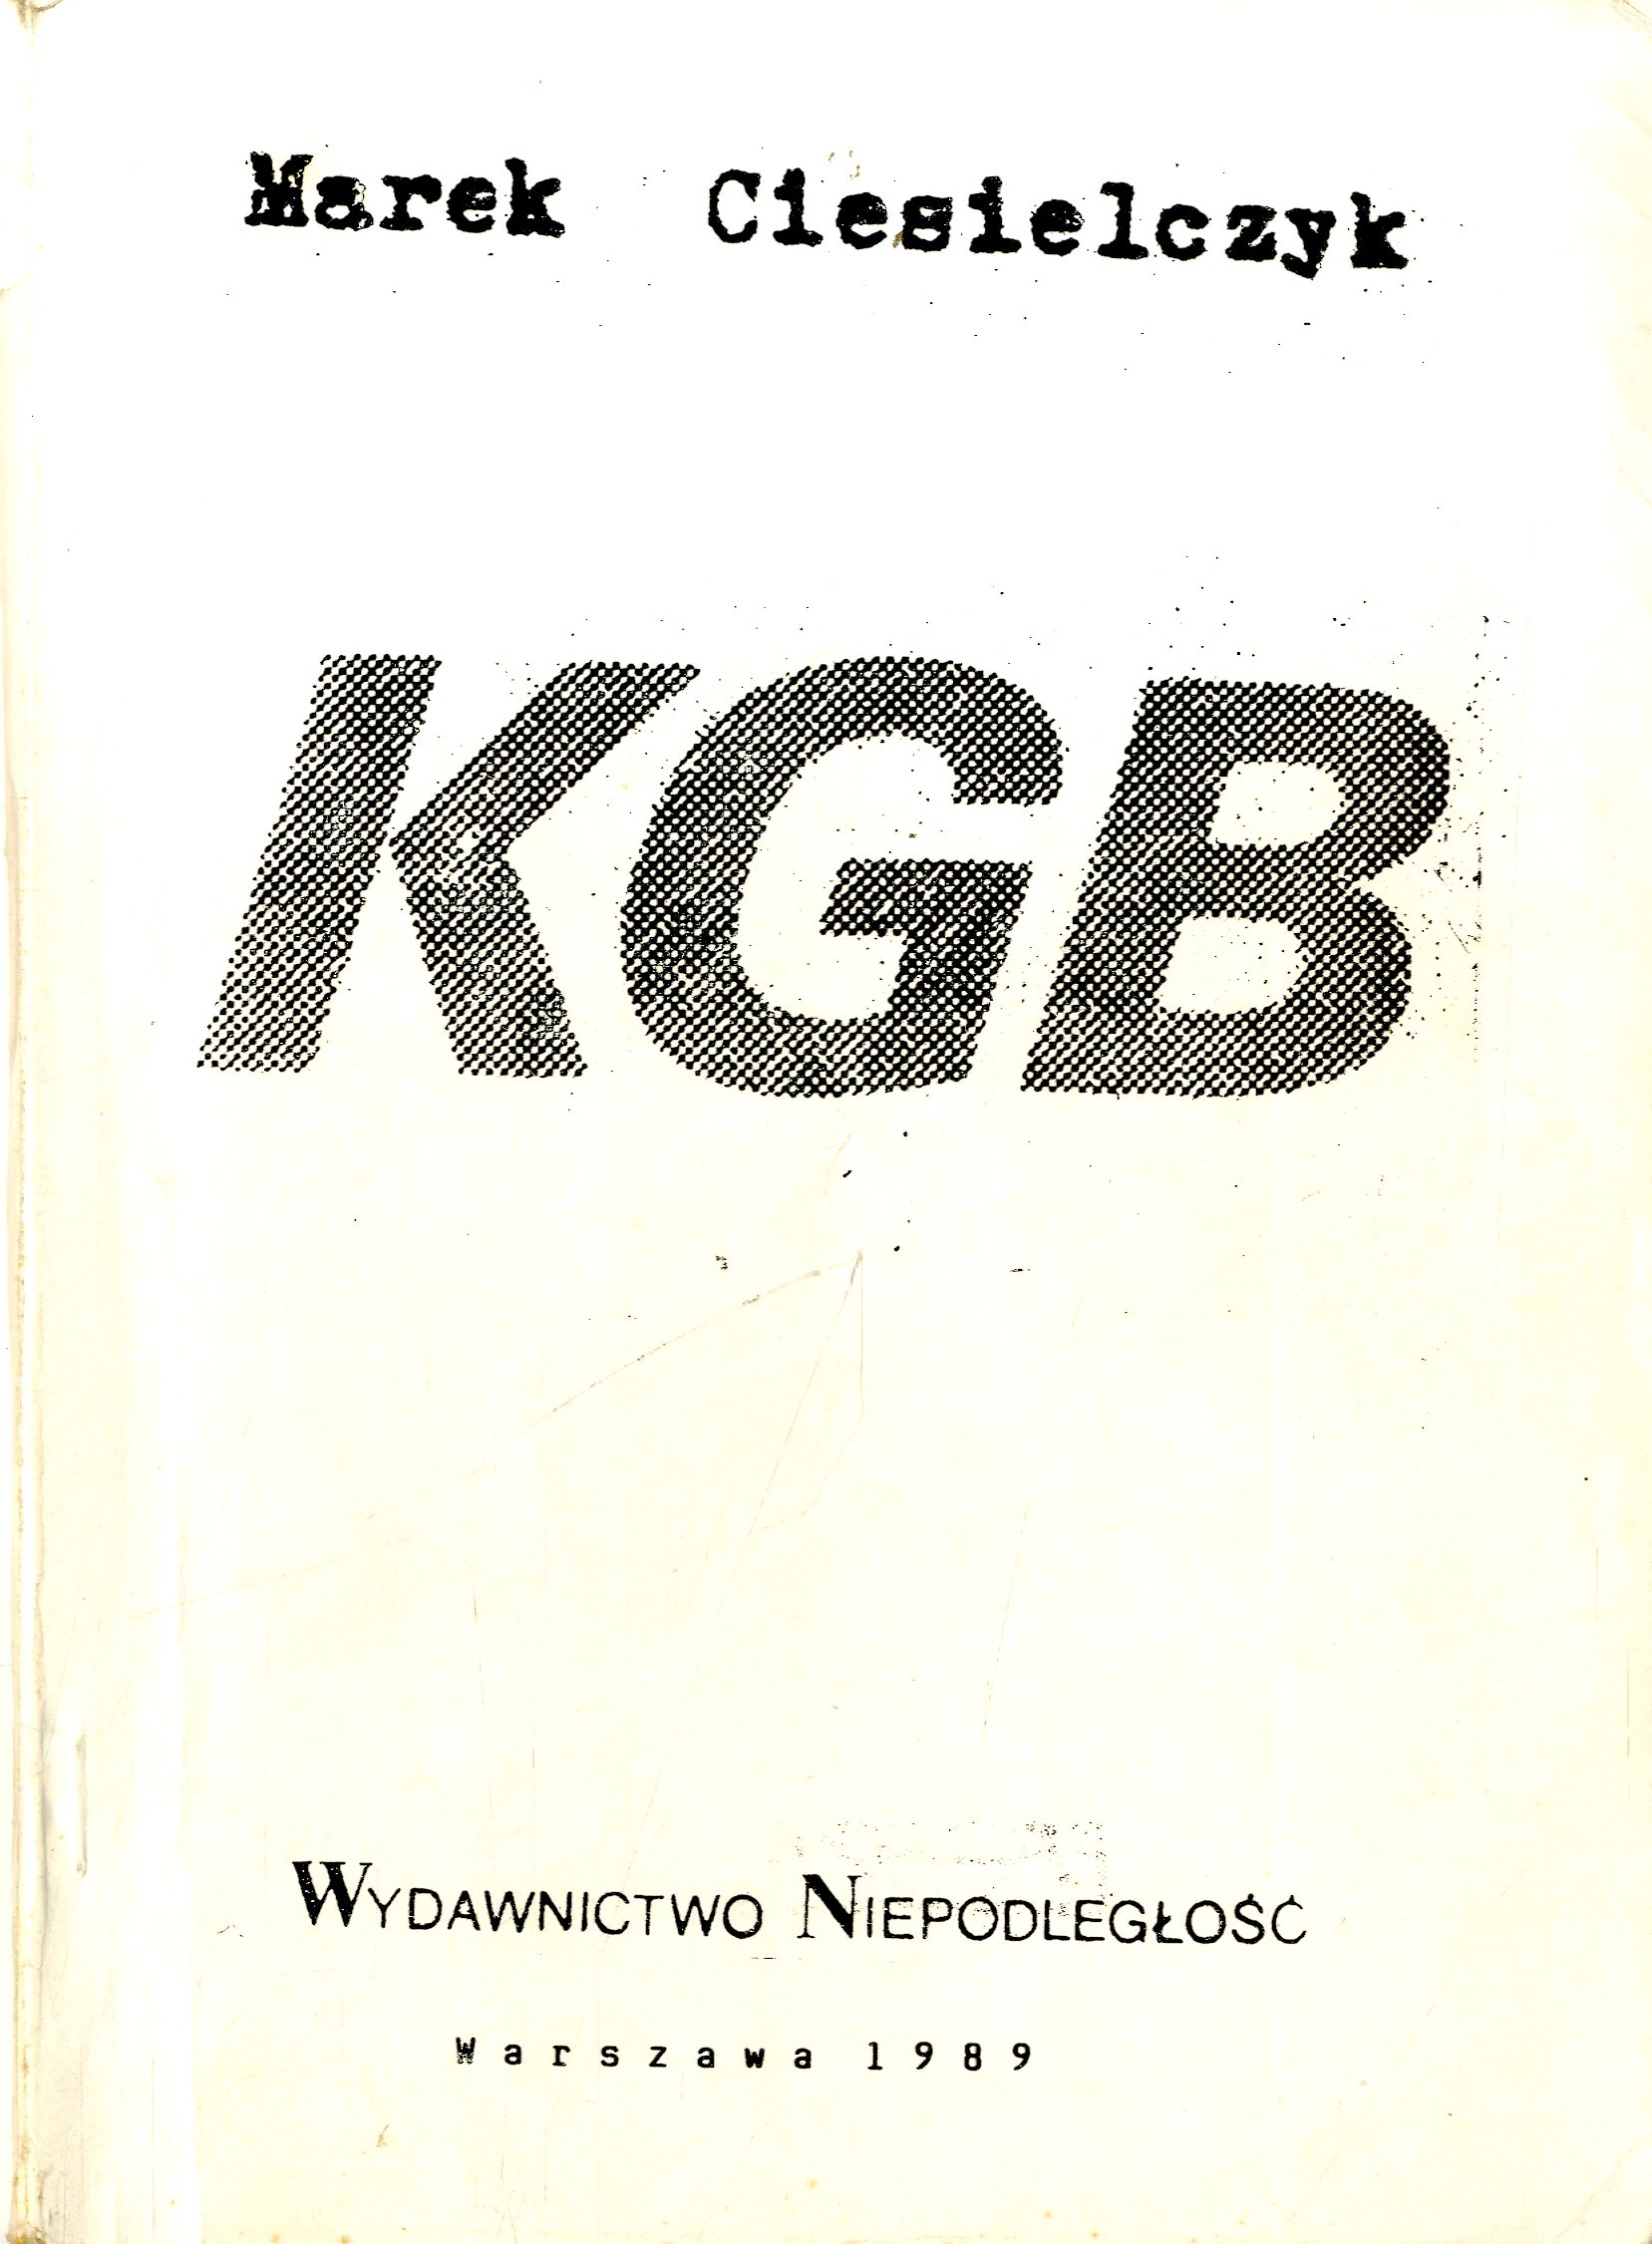 Marek Ciesielczyk
KGB
WYDAWNICTWO NIEPODLEGŁOŚĆ
Warszawa 1989